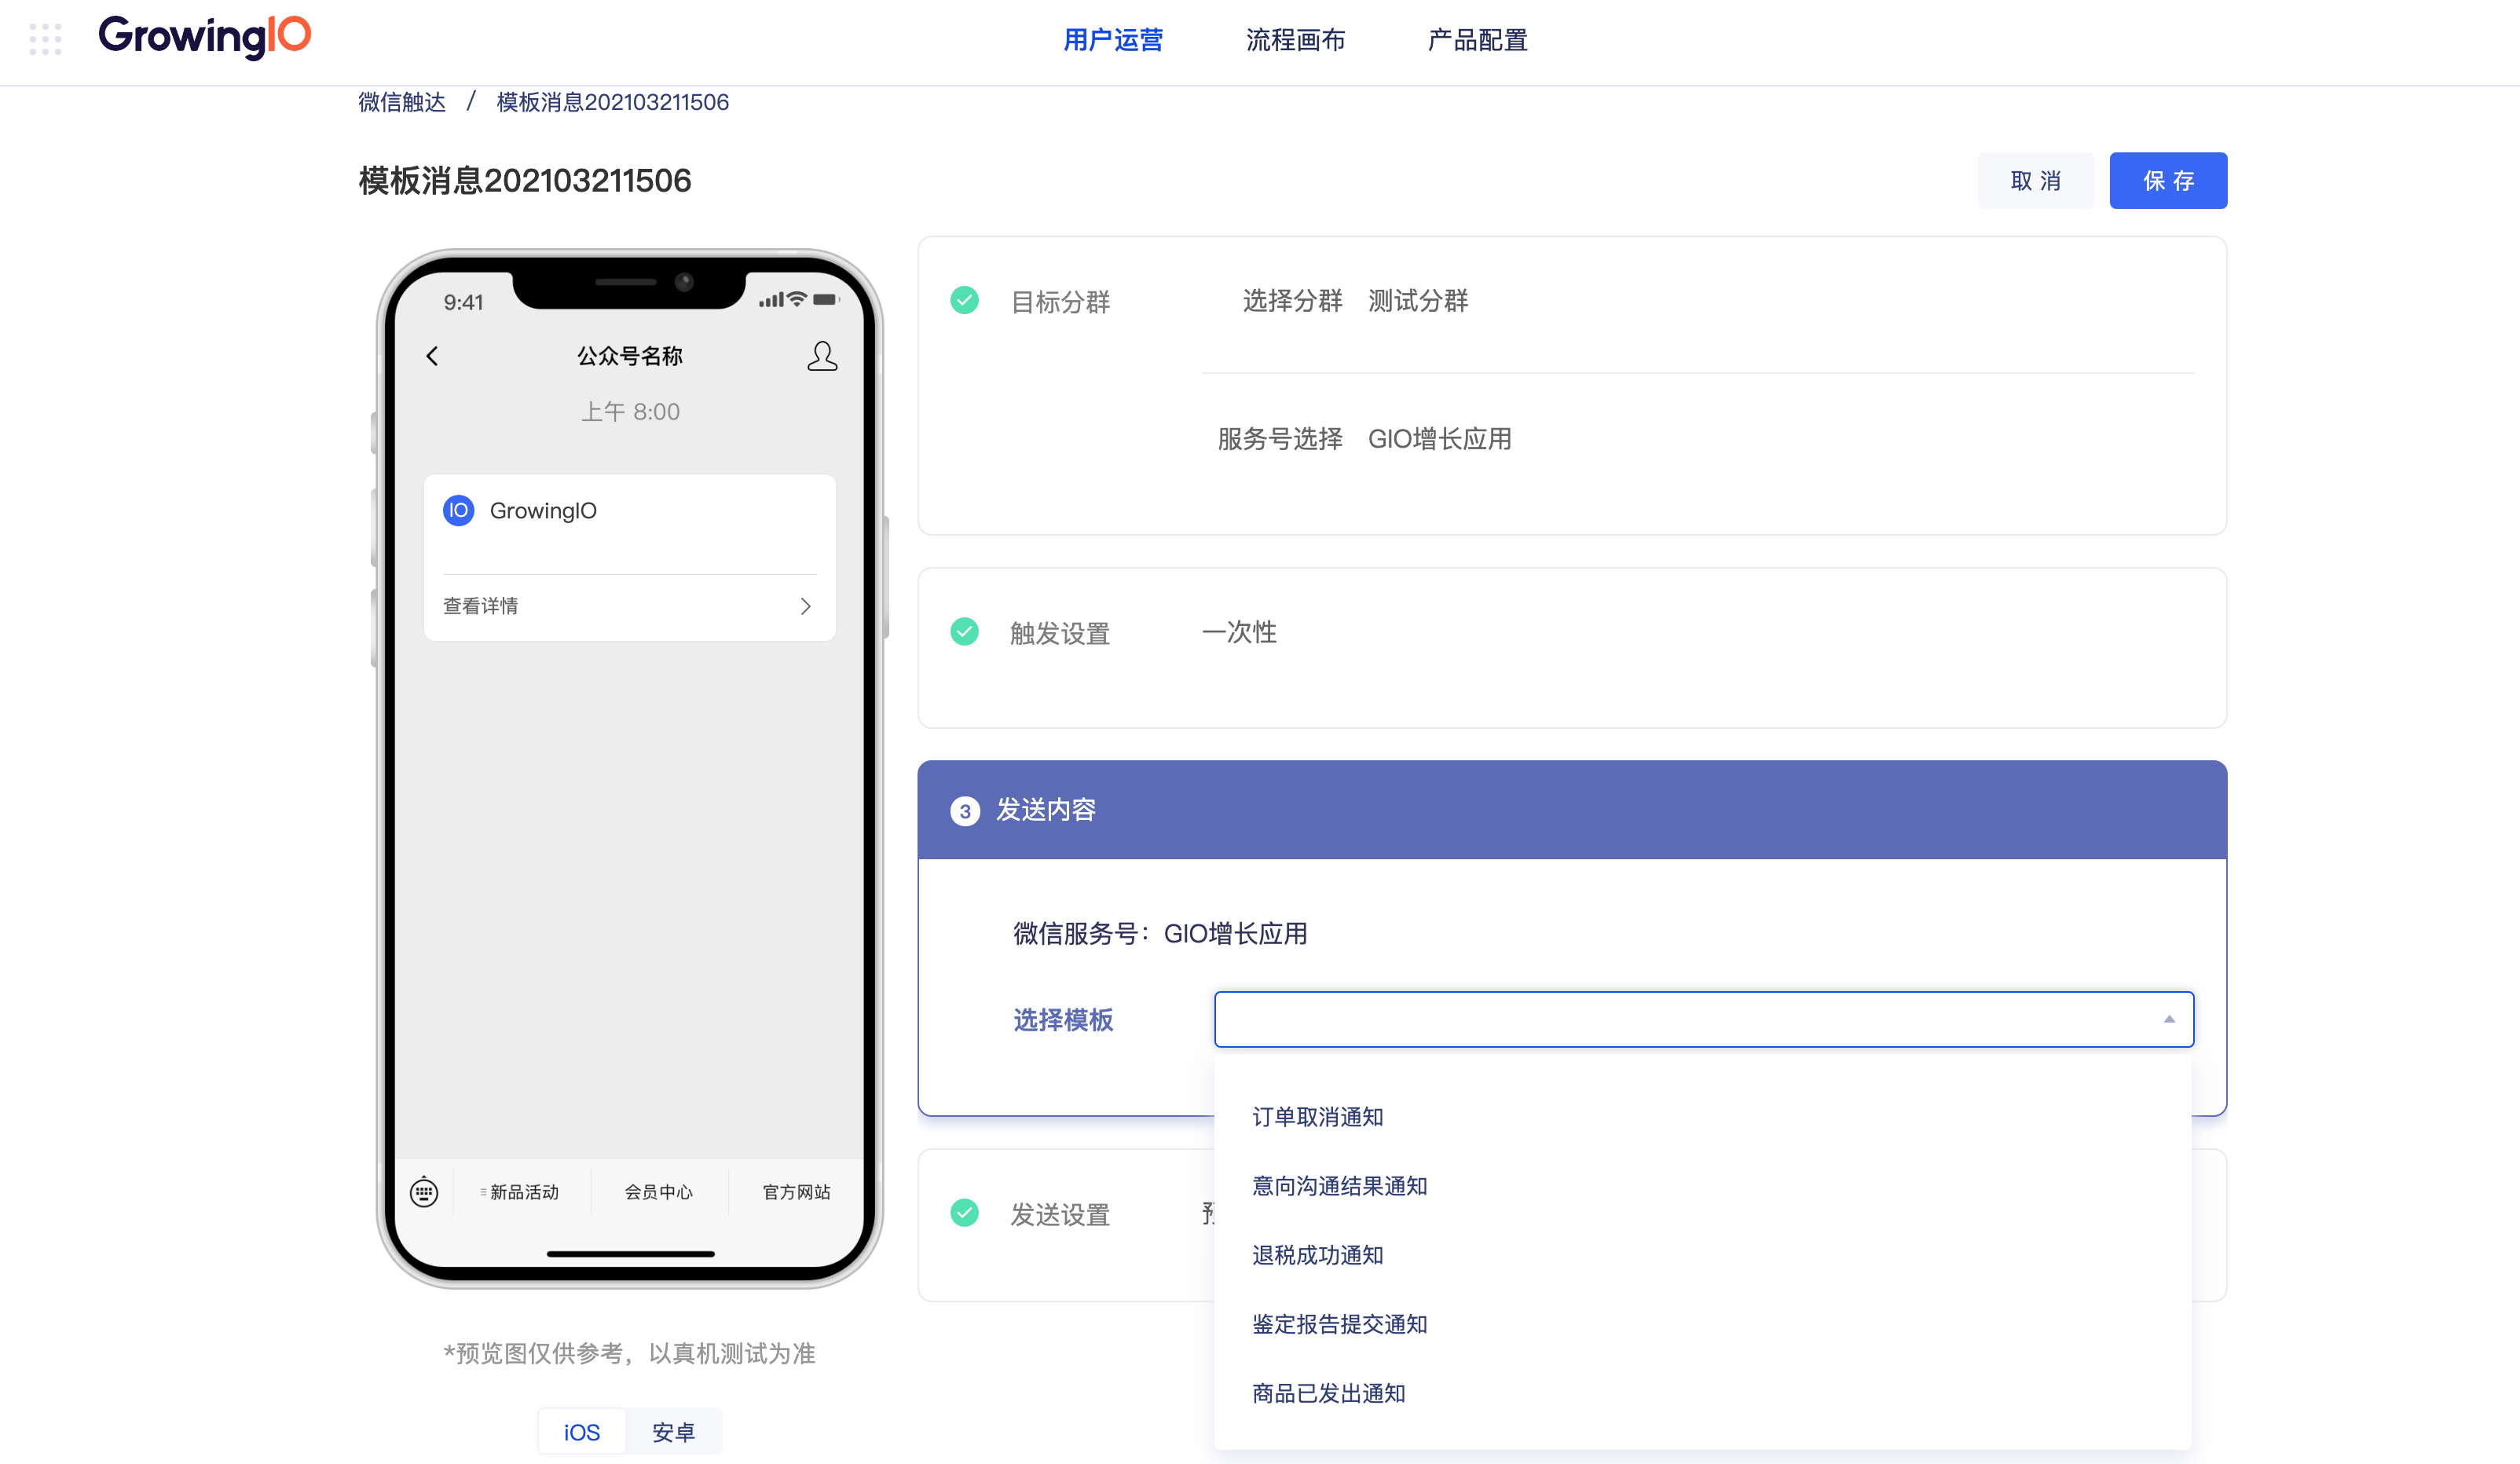 GrowingIO
用户运营 流程画布 产品配置
微信触达 / 模板消息202103211506
模板消息202103211506
取 消 保 存
9:41
公众号名称
上午 8:00
IO GrowingIO
查看详情
新品活动 会员中心 官方网站
*预览图仅供参考，以真机测试为准
iOS 安卓
目标分群 选择分群 测试分群
服务号选择 GIO增长应用
触发设置 一次性
3 发送内容
微信服务号：GIO增长应用
选择模板
订单取消通知
意向沟通结果通知
退税成功通知
鉴定报告提交通知
商品已发出通知
发送设置